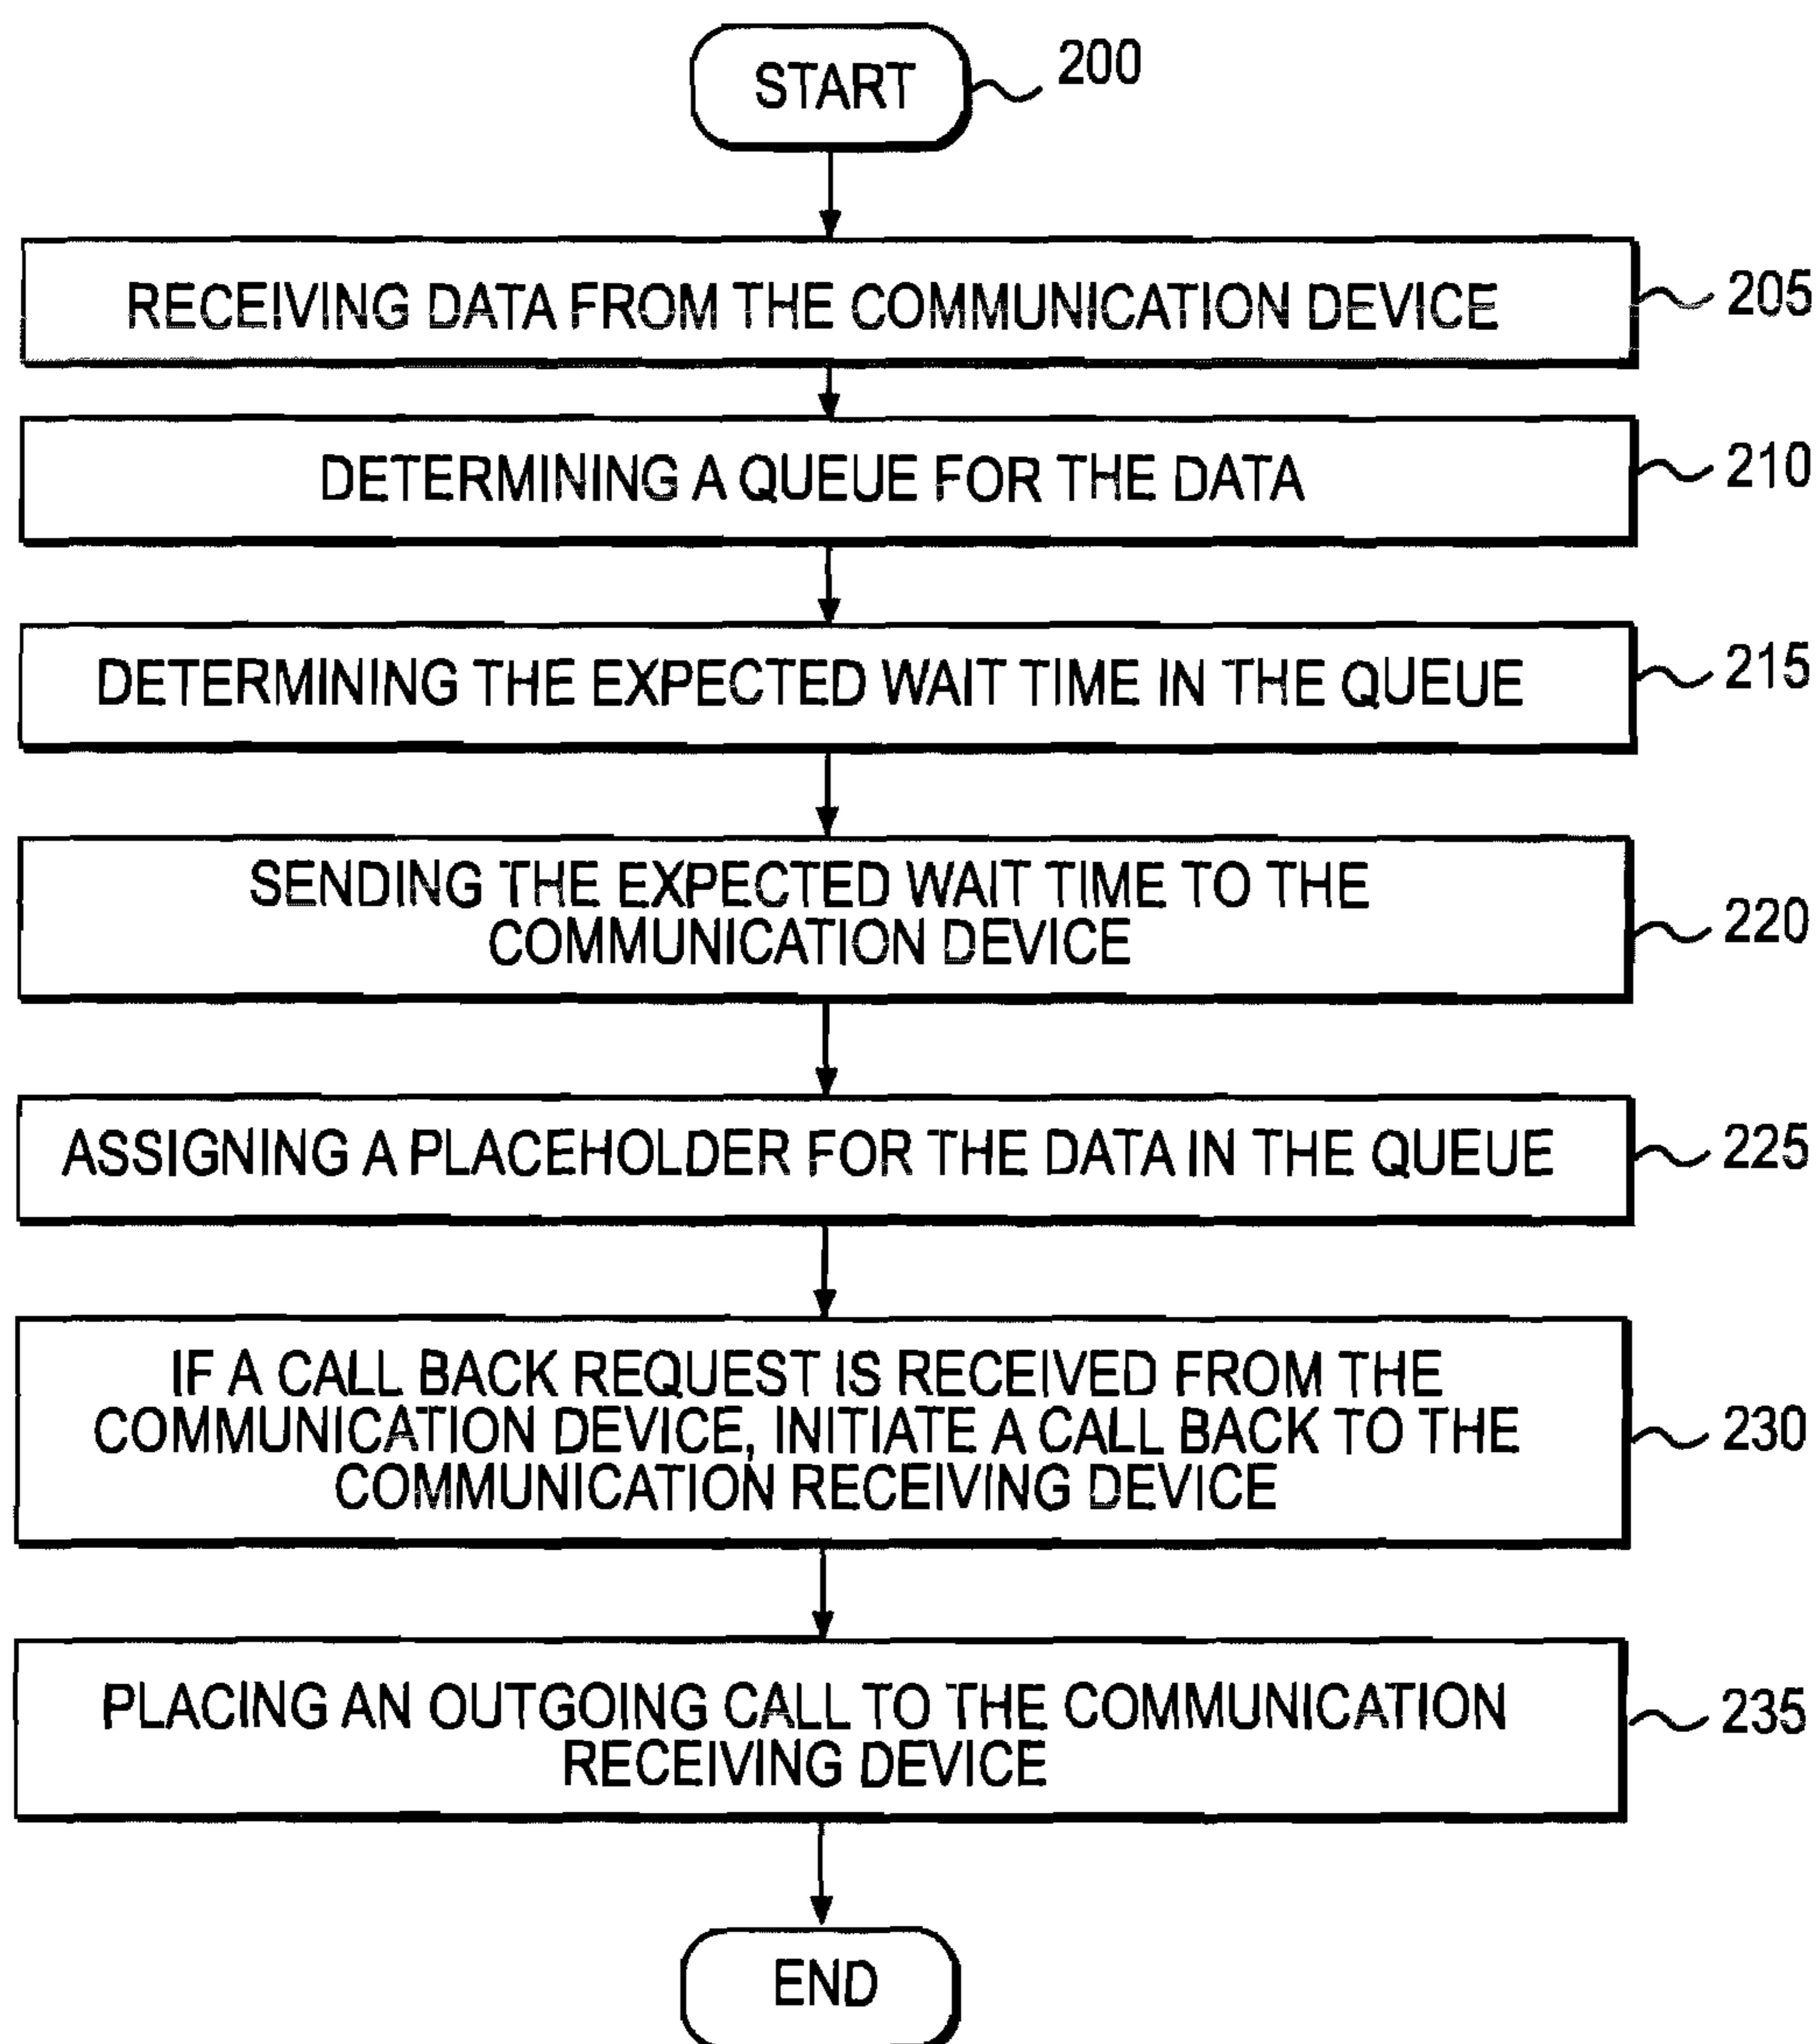 START
200
RECEIVING DATA FROM THE COMMUNICATION DEVICE
205
DETERMINING A QUEUE FOR THE DATA
210
DETERMINING THE EXPECTED WAIT TIME IN THE QUEUE
215
SENDING THE EXPECTED WAIT TIME TO THE
COMMUNICATION DEVICE
220
ASSIGNING A PLACEHOLDER FOR THE DATA IN THE QUEUE
225
IF A CALL BACK REQUEST IS RECEIVED FROM THE
COMMUNICATION DEVICE, INITIATE A CALL BACK TO THE
COMMUNICATION RECEIVING DEVICE
230
PLACING AN OUTGOING CALL TO THE COMMUNICATION
RECEIVING DEVICE
235
END